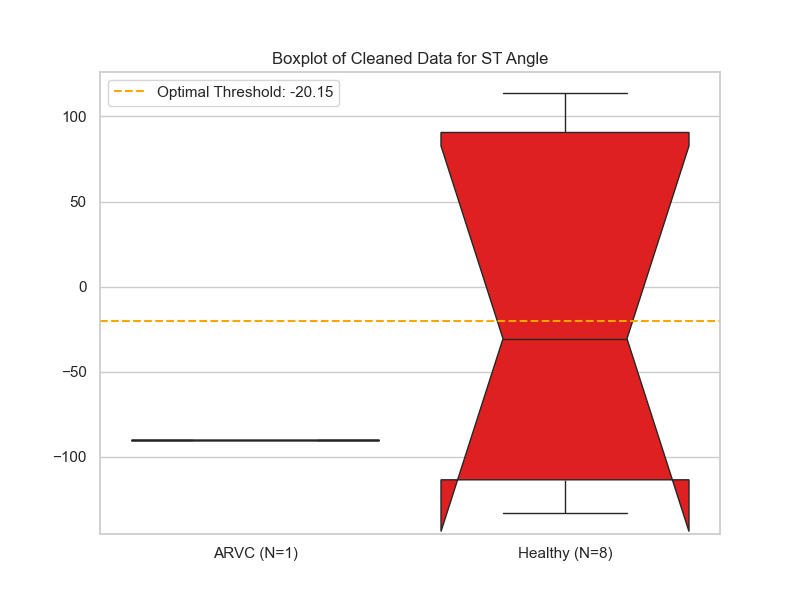 Boxplot of Cleaned Data for ST Angle
Optimal Threshold: -20.15
100
50
0
−50
−100
ARVC (N=1)
Healthy (N=8)